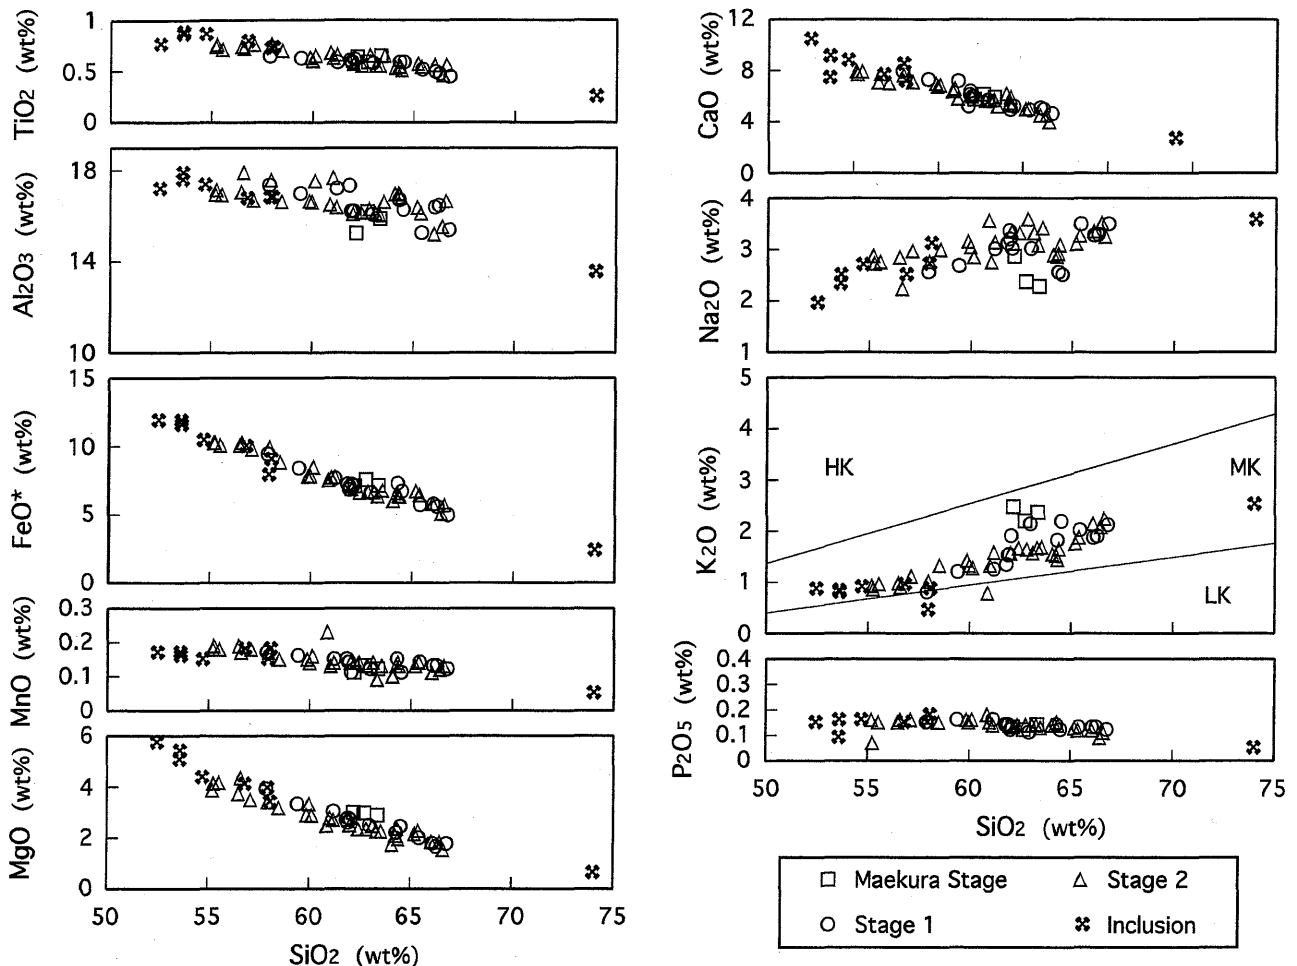 TiO2 (wt%)
1
0.5
0
Al2O3 (wt%)
18
14
10
FeO* (wt%)
15
10
5
0
MnO (wt%)
0.3
0.2
0.1
0
MgO (wt%)
6
4
2
0
50 55 60 65 70 75
SiO2 (wt%)
CaO (wt%)
12
8
4
0
Na2O (wt%)
4
3
2
1
K2O (wt%)
5
4
3
2
1
0
HK
MK
LK
P2O5 (wt%)
0.4
0.3
0.2
0.1
0
50 55 60 65 70 75
SiO2 (wt%)
Maekura Stage
Stage 2
Stage 1
Inclusion